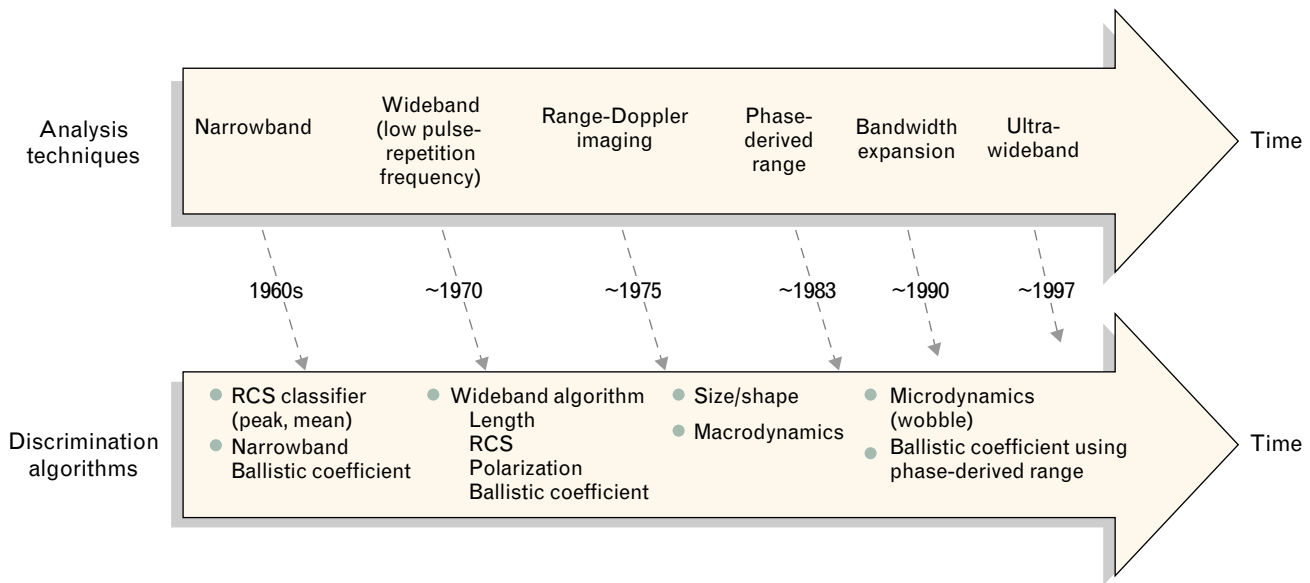 Analysis
techniques
Narrowband
Wideband
(low pulse-
repetition
frequency)
Range-Doppler
imaging
Phase-
derived
range
Bandwidth
expansion
Ultra-
wideband
Time
1960s
~1970
~1975
~1983
~1990
~1997
Discrimination
algorithms
RCS classifier
(peak, mean)
Narrowband
Ballistic coefficient
Wideband algorithm
Length
RCS
Polarization
Ballistic coefficient
Size/shape
Macrodynamics
Microdynamics
(wobble)
Ballistic coefficient using
phase-derived range
Time